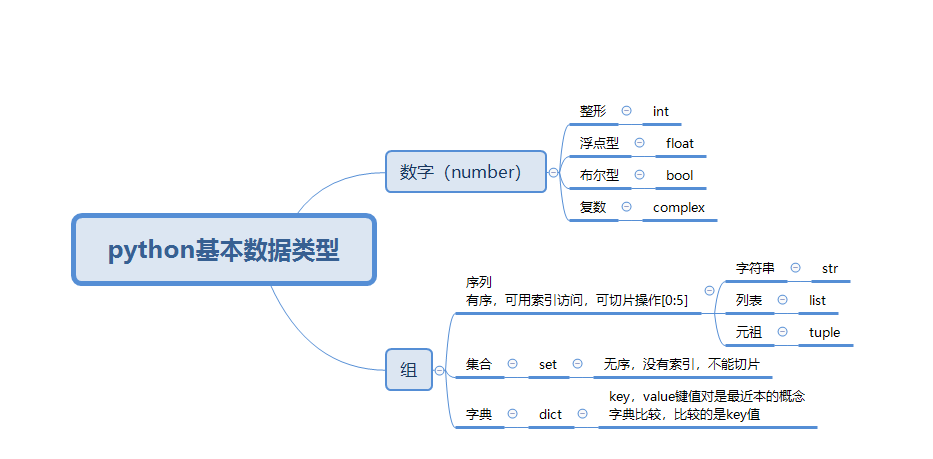 python基本数据类型
数字（number）
整形
int
浮点型
float
布尔型
bool
复数
complex
组
序列
有序，可用索引访问，可切片操作[0:5]
字符串
str
列表
list
元祖
tuple
集合
set
无序，没有索引，不能切片
字典
dict
key，value键值对是最近本的概念
字典比较，比较的是key值